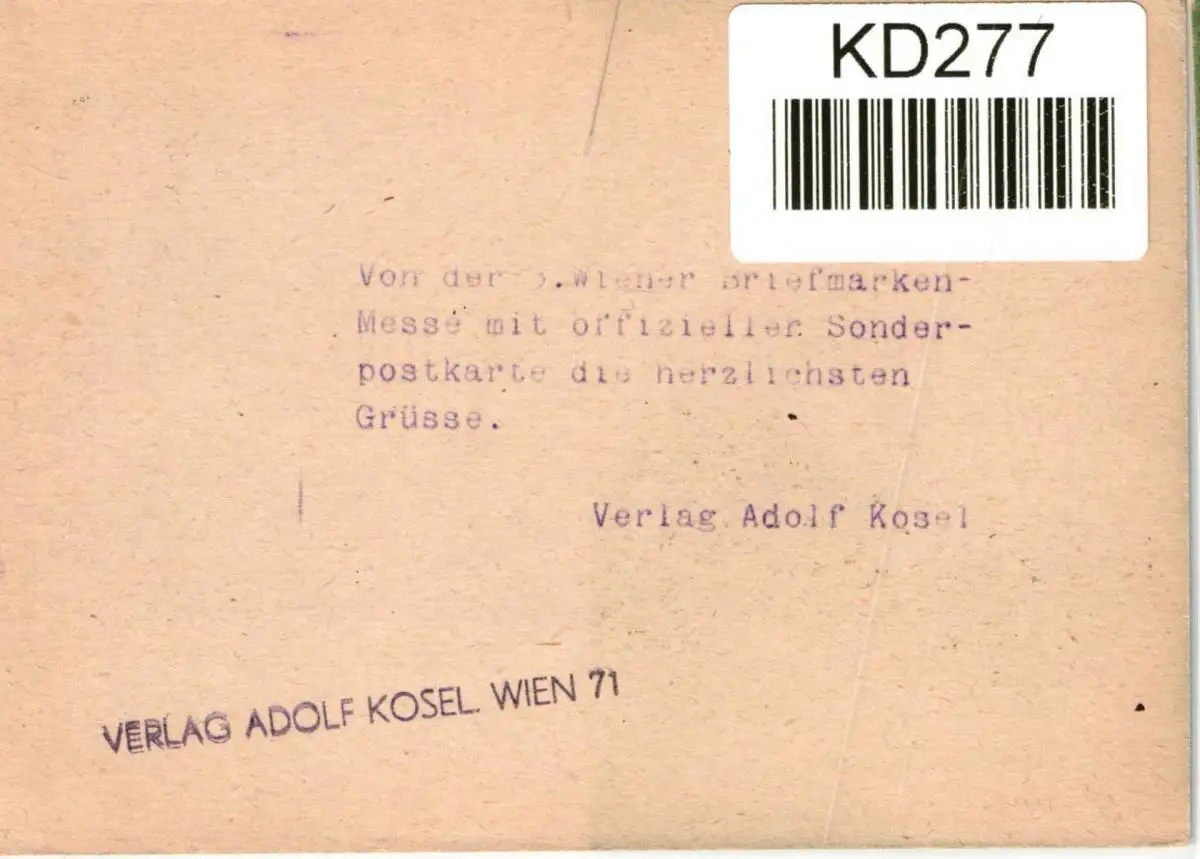 KD277
Von der .Wiener Briefmarken-
Messe mit offizieller Sonder-
postkarte die herzlichsten
Grüsse.
Verlag Adolf Kosel
VERLAG ADOLF KOSEL. WIEN 71